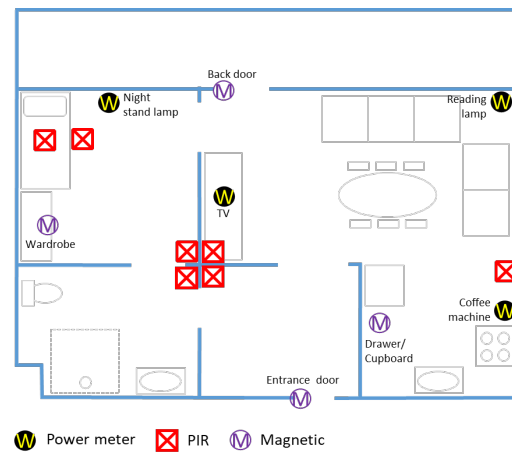 Back door
M
W
Night
stand lamp
Reading
lamp
W
W
TV
M
Wardrobe
Coffee
machine
W
M
Drawer/
Cupboard
Entrance door
M
W Power meter
PIR
M Magnetic